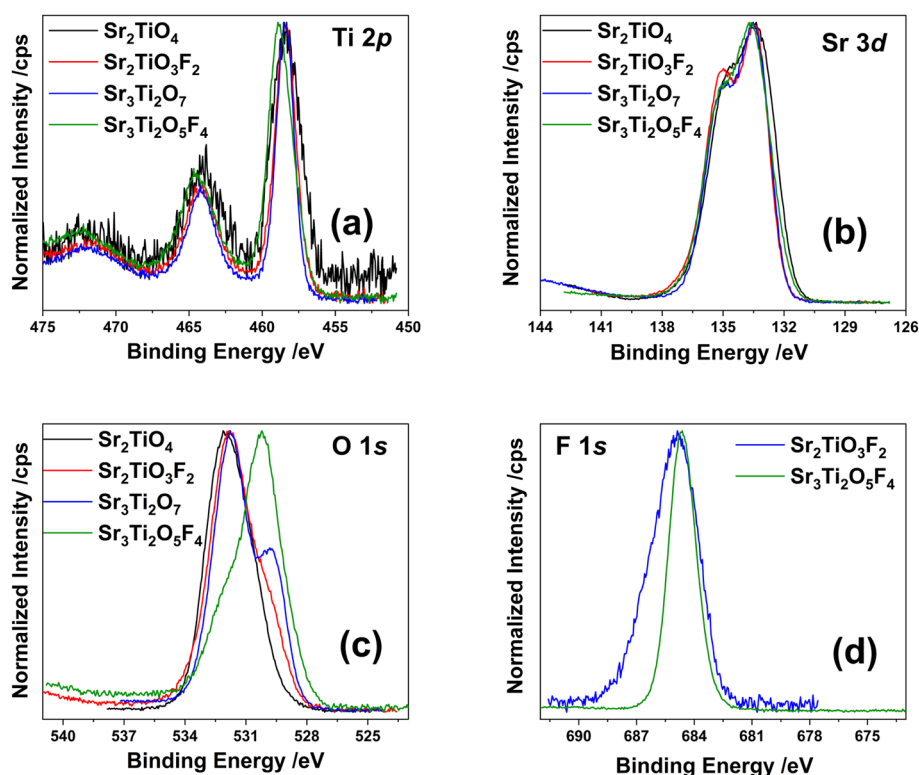 Normalized Intensity /cps
Sr₂TiO₄
Sr₂TiO₃F₂
Sr₃Ti₂O₇
Sr₃Ti₂O₅F₄
Ti 2p
(a)
475 470 465 460 455 450
Binding Energy /eV
Normalized Intensity /cps
Sr₂TiO₄
Sr₂TiO₃F₂
Sr₃Ti₂O₇
Sr₃Ti₂O₅F₄
Sr 3d
(b)
144 141 138 135 132 129 126
Binding Energy /eV
Normalized Intensity /cps
Sr₂TiO₄
Sr₂TiO₃F₂
Sr₃Ti₂O₇
Sr₃Ti₂O₅F₄
O 1s
(c)
540 537 534 531 528 525
Binding Energy /eV
Normalized Intensity /cps
F 1s
Sr₂TiO₃F₂
Sr₃Ti₂O₅F₄
(d)
690 687 684 681 678 675
Binding Energy /eV